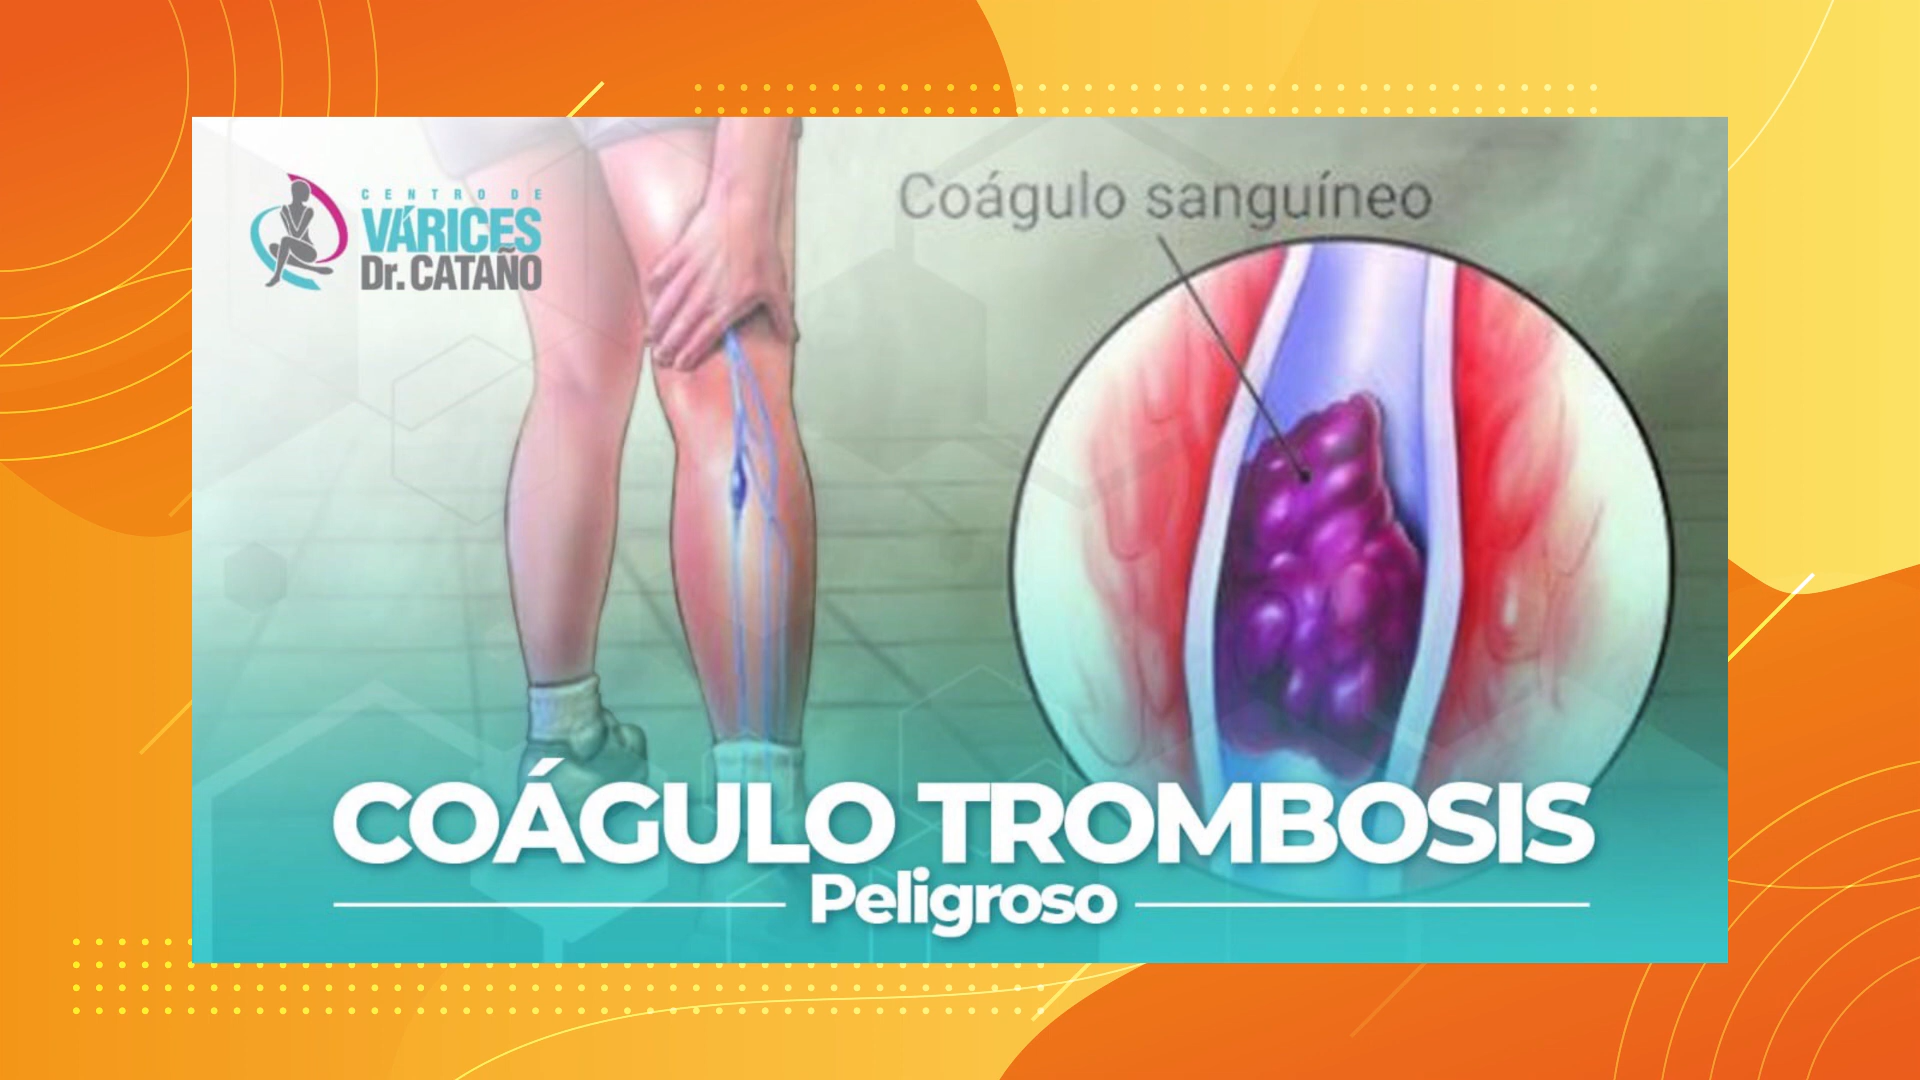 CENTRO DE
VÁRICES
Dr. CATAÑO
Coágulo sanguíneo
COÁGULO TROMBOSIS
Peligroso